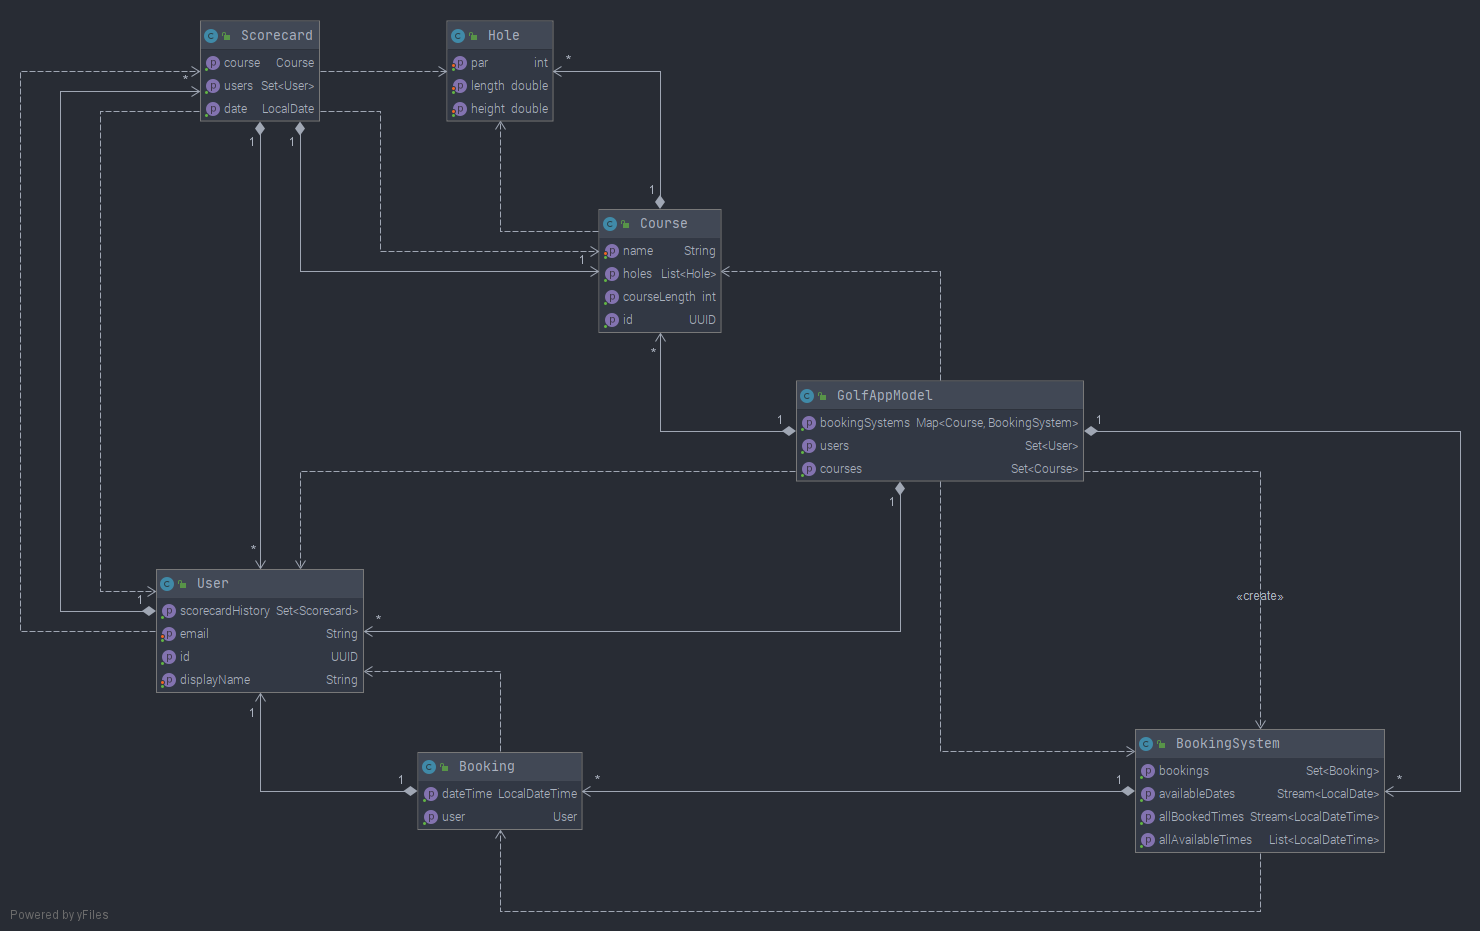 Scorecard
course Course
users Set<User>
date LocalDate
Hole
par int
length double
height double
*
*
1
1
1
Course
name String
holes List<Hole>
courseLength int
id UUID
1
*
GolfAppModel
bookingSystems Map<Course, BookingSystem>
users Set<User>
courses Set<Course>
1
1
1
*
User
scorecardHistory Set<Scorecard>
email String
id UUID
displayName String
1
*
1
«create»
Booking
dateTime LocalDateTime
user User
1
*
BookingSystem
bookings Set<Booking>
availableDates Stream<LocalDate>
allBookedTimes Stream<LocalDateTime>
allAvailableTimes List<LocalDateTime>
1
*
Powered by yFiles